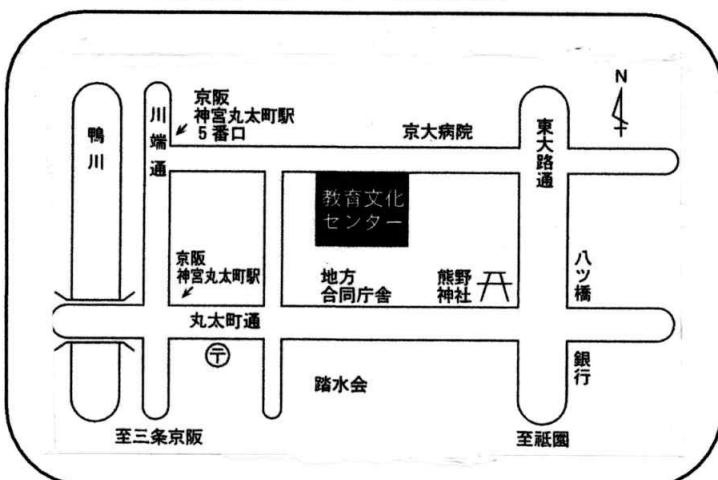 鴨川
川端通
京阪
神宮丸太町駅
5番口
京大病院
東大路通
N
教育文化
センター
京阪
神宮丸太町駅
地方
合同庁舎
熊野
神社
八ツ橋
丸太町通
〒
踏水会
銀行
至三条京阪
至祇園